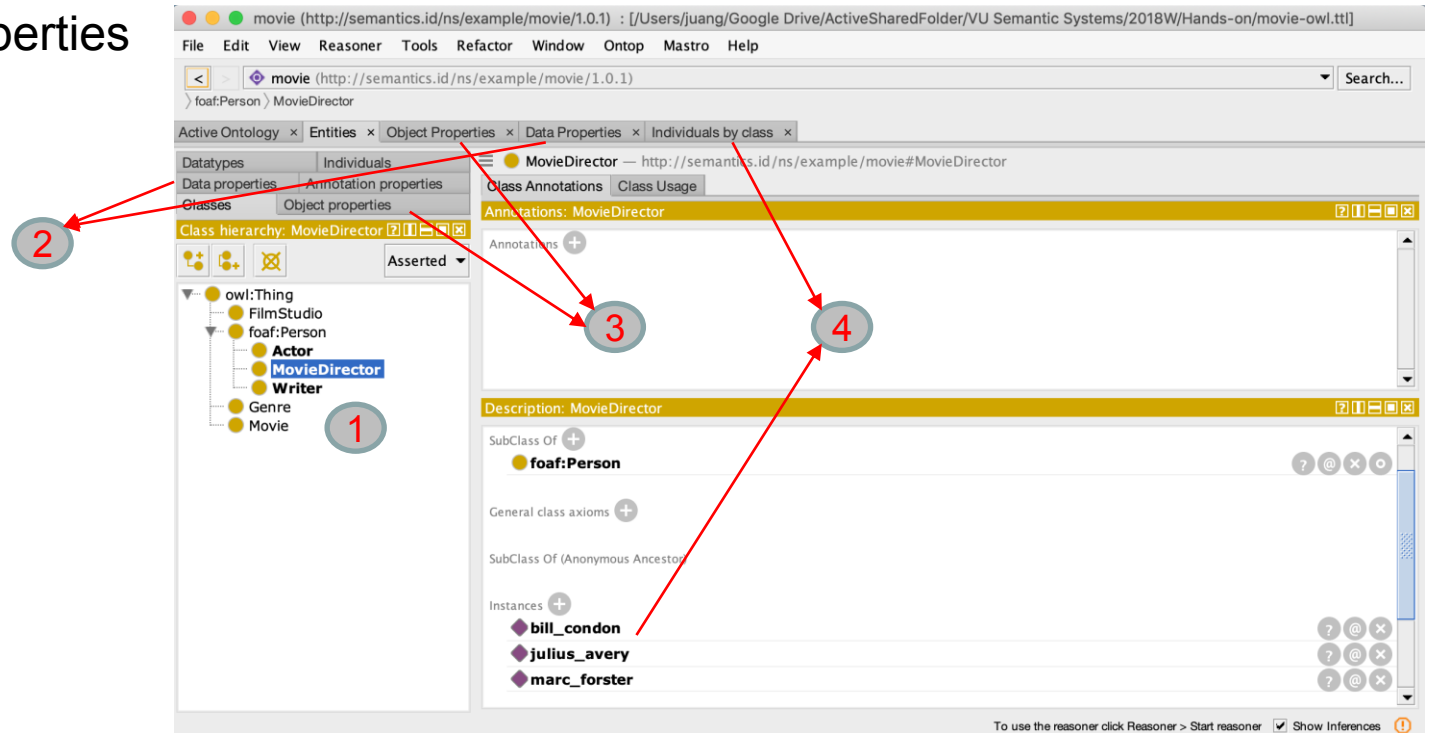 perties
movie (http://semantics.id/ns/example/movie/1.0.1) : [/Users/juang/Google Drive/ActiveSharedFolder/VU Semantic Systems/2018W/Hands-on/movie-owl.ttl]
File Edit View Reasoner Tools Refactor Window Ontop Mastro Help
< > movie (http://semantics.id/ns/example/movie/1.0.1) Search...
〉foaf:Person 〉MovieDirector
Active Ontology × Entities × Object Properties × Data Properties × Individuals by class ×
Datatypes Individuals
MovieDirector — http://semantics.id/ns/example/movie#MovieDirector
Data properties Annotation properties
Class Annotations Class Usage
Classes Object properties
Annotations: MovieDirector
Class hierarchy: MovieDirector
Annotations
Asserted
owl:Thing
FilmStudio
foaf:Person
Actor
MovieDirector
Writer
Genre
Movie
1
2
3
4
Description: MovieDirector
SubClass Of
foaf:Person
General class axioms
SubClass Of (Anonymous Ancestor)
Instances
bill_condon
julius_avery
marc_forster
To use the reasoner click Reasoner > Start reasoner Show Inferences